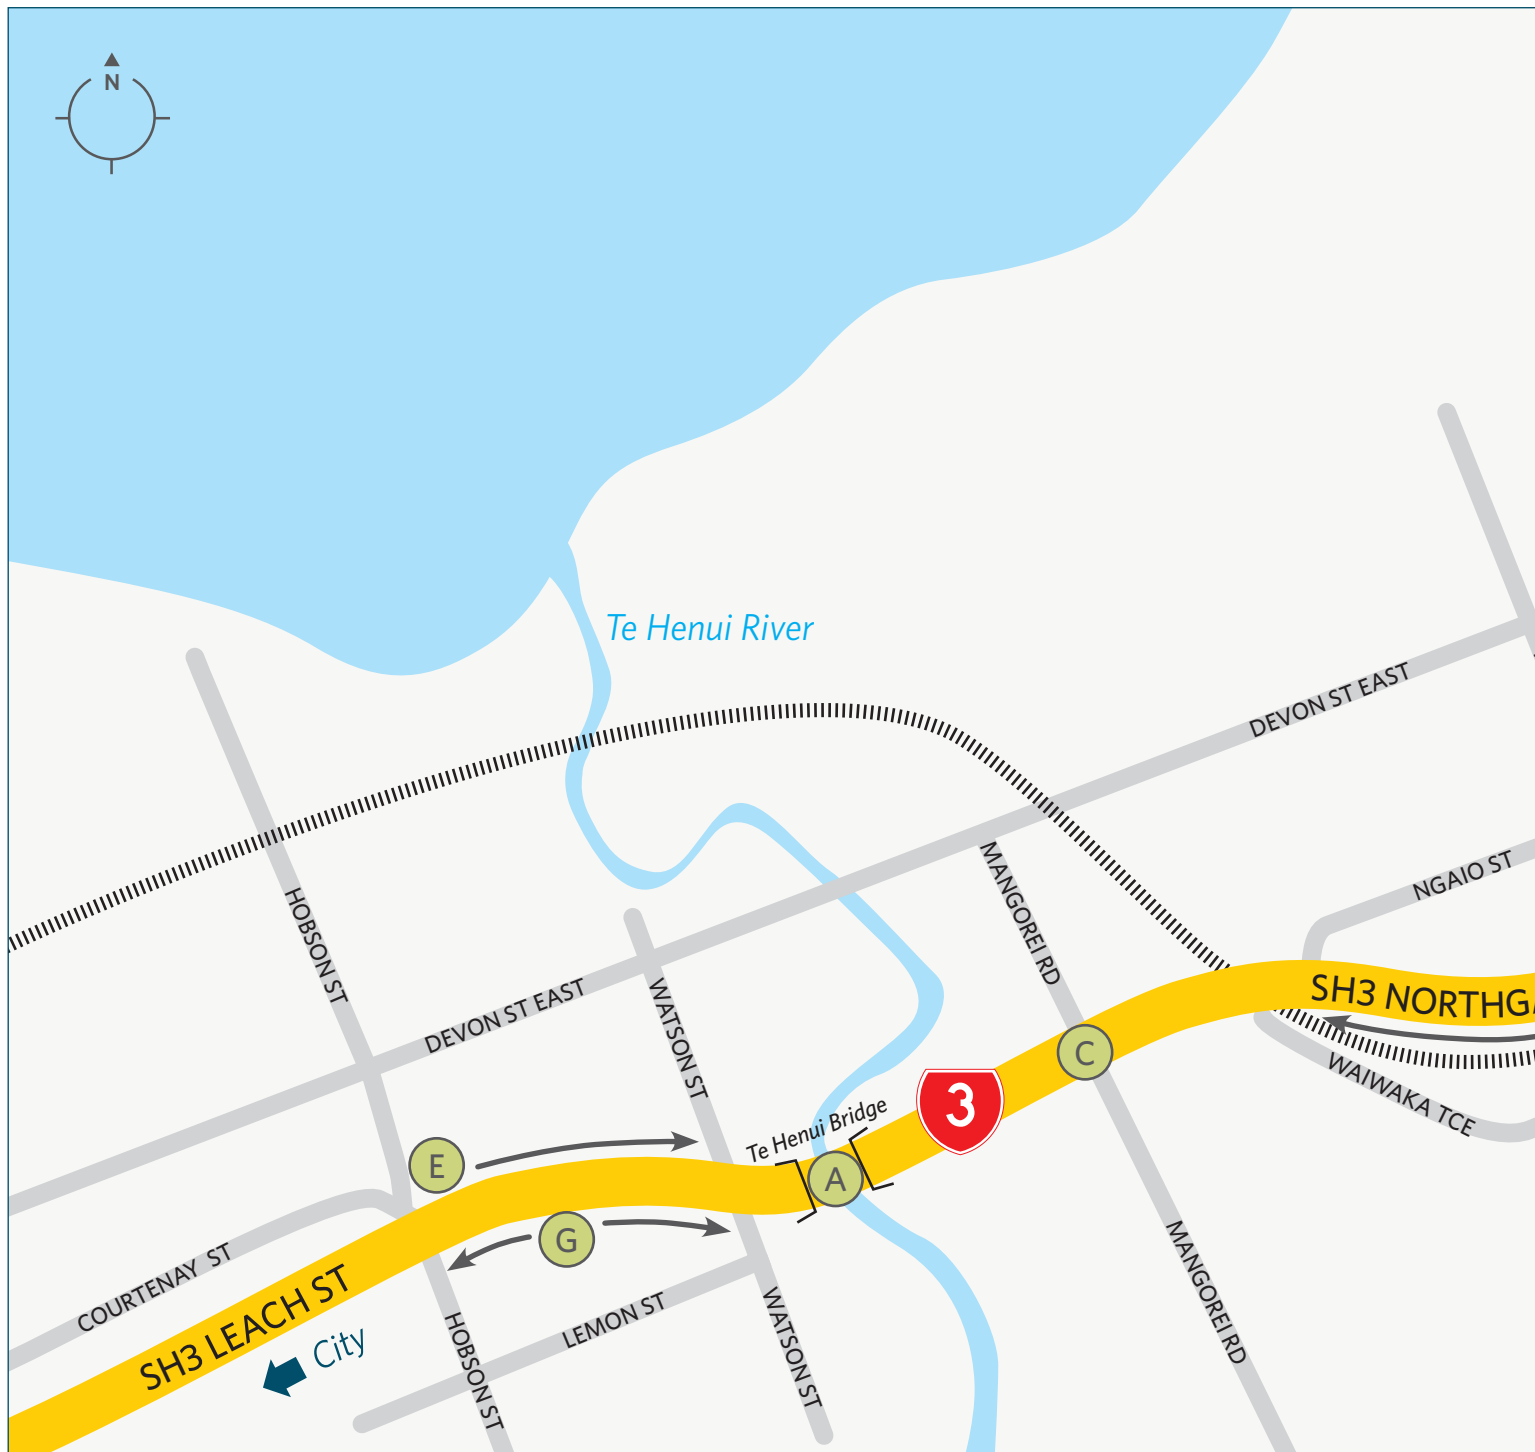 N
Te Henui River
DEVON ST EAST
MANGOREI RD
NGAIO ST
HOBSON ST
DEVON ST EAST
WATSON ST
SH3 NORTHGA
WAIWAKA TCE
C
3
Te Henui Bridge
A
E
G
COURTENAY ST
SH3 LEACH ST
City
LEMON ST
HOBSON ST
WATSON ST
MANGOREI RD